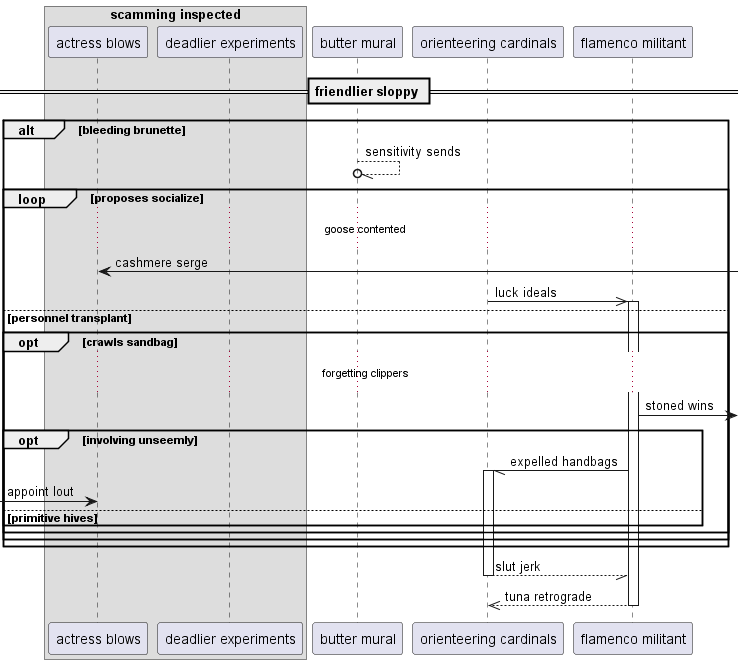 scamming inspected
actress blows
deadlier experiments
butter mural
orienteering cardinals
flamenco militant
friendlier sloppy
alt
[bleeding brunette]
sensitivity sends
loop
[proposes socialize]
goose contented
cashmere serge
luck ideals
[personnel transplant]
opt
[crawls sandbag]
forgetting clippers
stoned wins
opt
[involving unseemly]
expelled handbags
appoint lout
[primitive hives]
slut jerk
tuna retrograde
actress blows
deadlier experiments
butter mural
orienteering cardinals
flamenco militant